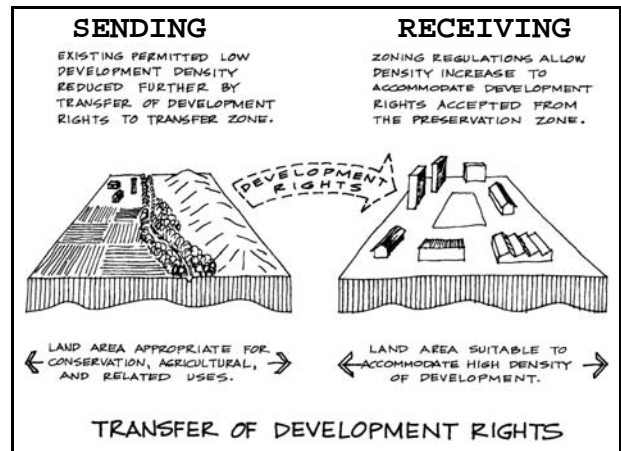 SENDING
EXISTING PERMITTED LOW
DEVELOPMENT DENSITY
REDUCED FURTHER BY
TRANSFER OF DEVELOPMENT
RIGHTS TO TRANSFER ZONE.
RECEIVING
ZONING REGULATIONS ALLOW
DENSITY INCREASE TO
ACCOMMODATE DEVELOPMENT
RIGHTS ACCEPTED FROM
THE PRESERVATION ZONE.
DEVELOPMENT
RIGHTS
LAND AREA APPROPRIATE FOR
CONSERVATION, AGRICULTURAL,
AND RELATED USES.
LAND AREA SUITABLE TO
ACCOMMODATE HIGH DENSITY
OF DEVELOPMENT.
TRANSFER OF DEVELOPMENT RIGHTS